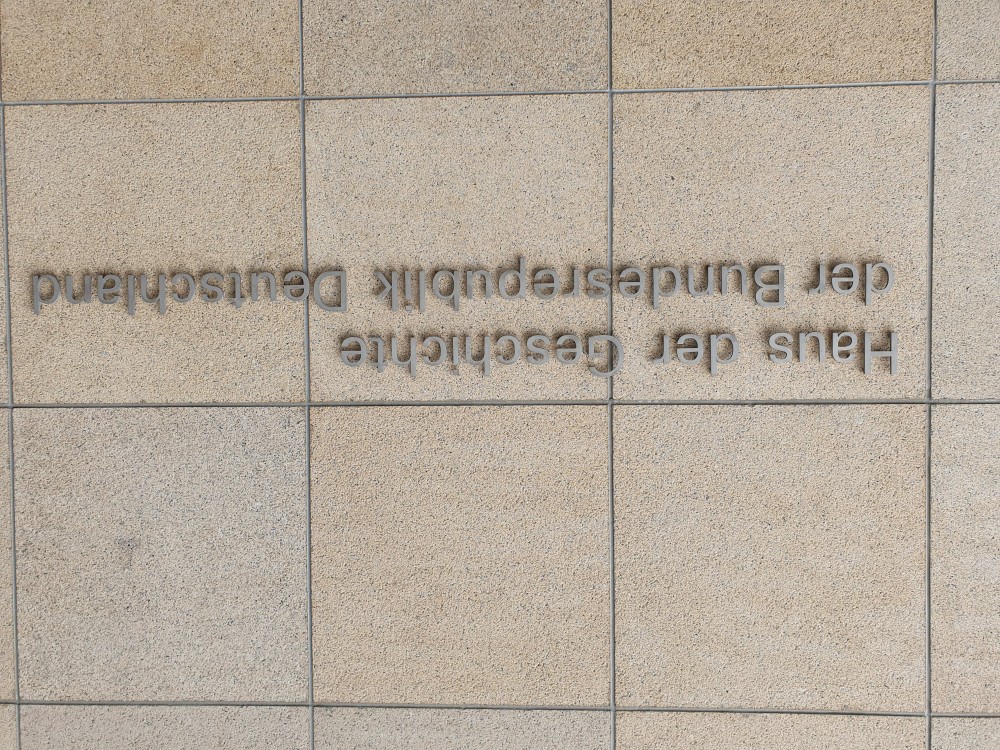 Haus der Geschichte
der Bundesrepublik Deutschland